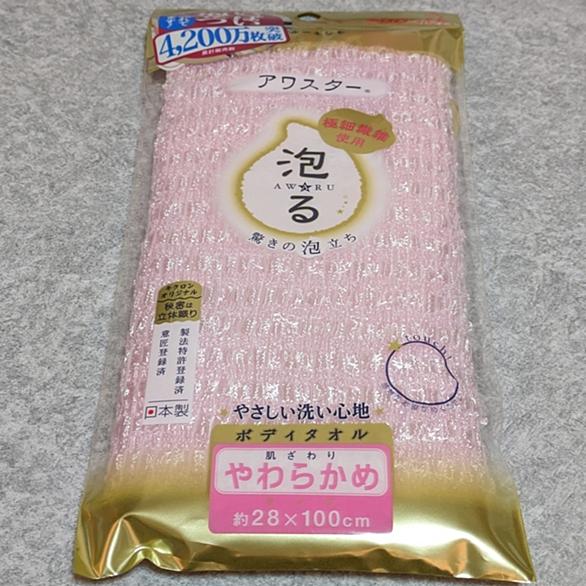 4,200万枚突破
アワスター®
極細繊維
使用
泡
AW☆RU
る
驚きの泡立ち
キクロン
オリジナル
秘密は
立体織り
製法特許登録済
意匠登録済
日本製
touch!
やさしい洗い心地
ボディタオル
肌ざわり
やわらかめ
約28×100cm